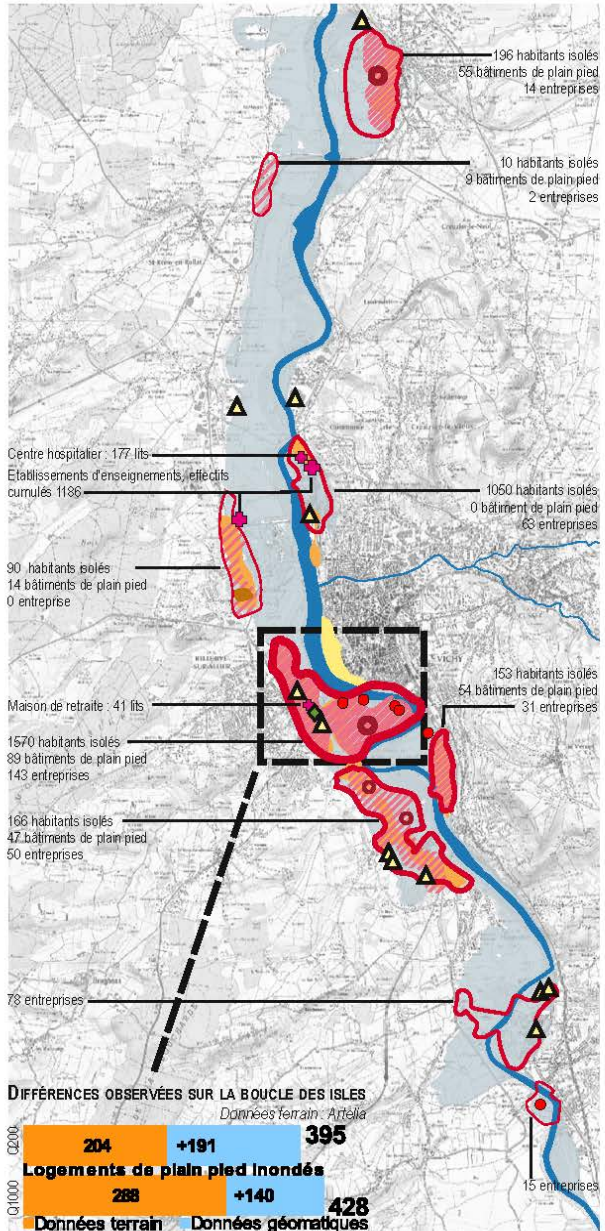 196 habitants isolés
55 bâtiments de plain pied
14 entreprises
10 habitants isolés
9 bâtiments de plain pied
2 entreprises
Centre hospitalier : 177 lits
Etablissements d'enseignements, effectifs
cumulés 1186
1050 habitants isolés
0 bâtiment de plain pied
63 entreprises
90 habitants isolés
14 bâtiments de plain pied
0 entreprise
VICHY
153 habitants isolés
54 bâtiments de plain pied
31 entreprises
Maison de retraite : 41 lits
1570 habitants isolés
89 bâtiments de plain pied
143 entreprises
166 habitants isolés
47 bâtiments de plain pied
50 entreprises
78 entreprises
15 entreprises
DIFFÉRENCES OBSERVÉES SUR LA BOUCLE DES ISLES
Données terrain : Artélia
Q200 204 +191 395
Logements de plain pied inondés
Q1000 288 +140 428
Données terrain Données géomatiques